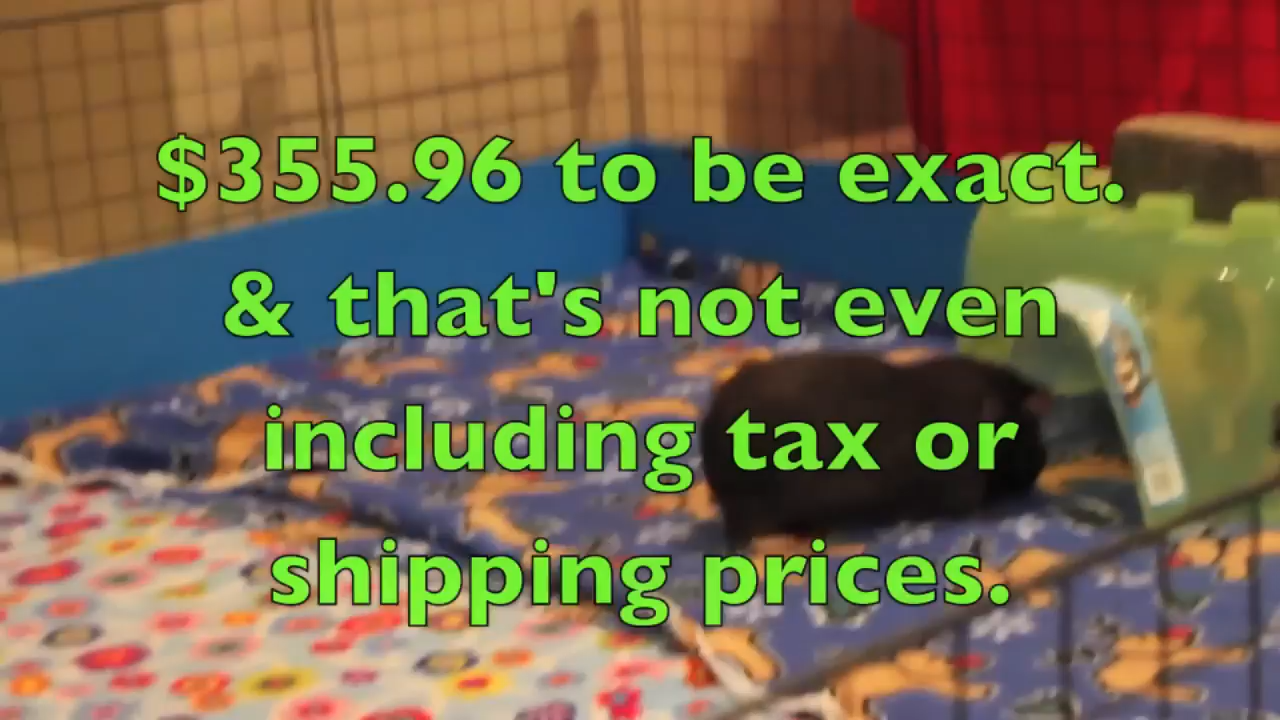 $355.96 to be exact.
& that's not even
including tax or
shipping prices.